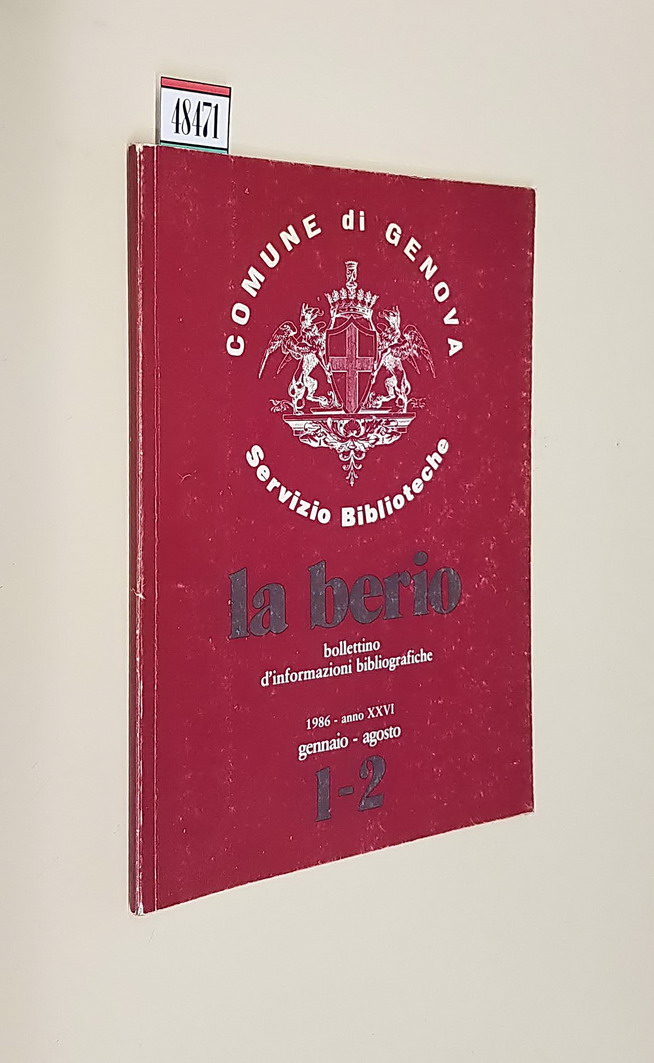 48471
COMUNE di GENOVA
Servizio Biblioteche
la berio
bollettino
d'informazioni bibliografiche
1986 - anno XXVI
gennaio - agosto
1-2